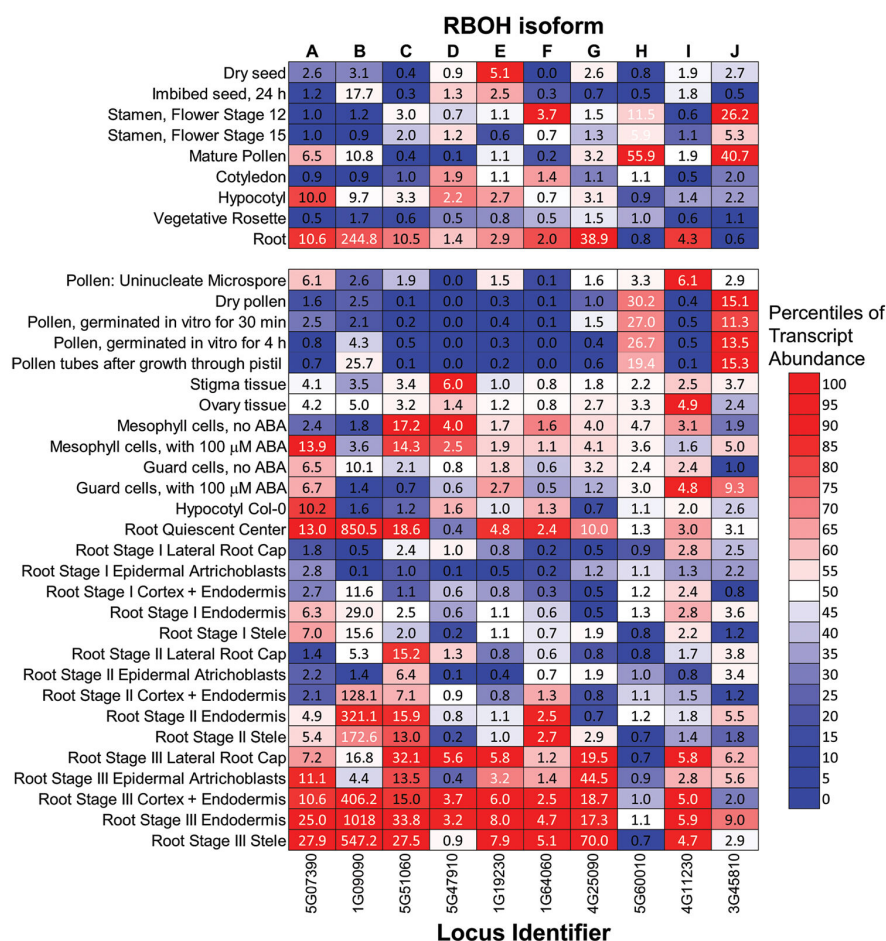 RBOH isoform
A B C D E F G H I J
Dry seed 2.6 3.1 0.4 0.9 5.1 0.0 2.6 0.8 1.9 2.7
Imbibed seed, 24 h 1.2 17.7 0.3 1.3 2.5 0.3 0.7 0.5 1.8 0.5
Stamen, Flower Stage 12 1.0 1.2 3.0 0.7 1.1 3.7 1.5 11.5 0.6 26.2
Stamen, Flower Stage 15 1.0 0.9 2.0 1.2 0.6 0.7 1.3 5.9 1.1 5.3
Mature Pollen 6.5 10.8 0.4 0.1 1.1 0.2 3.2 55.9 1.9 40.7
Cotyledon 0.9 0.9 1.0 1.9 1.1 1.4 1.1 1.1 0.5 2.0
Hypocotyl 10.0 9.7 3.3 2.2 2.7 0.7 3.1 0.9 1.4 2.2
Vegetative Rosette 0.5 1.7 0.6 0.5 0.8 0.5 1.5 1.0 0.6 1.1
Root 10.6 244.8 10.5 1.4 2.9 2.0 38.9 0.8 4.3 0.6
Pollen: Uninucleate Microspore 6.1 2.6 1.9 0.0 1.5 0.1 1.6 3.3 6.1 2.9
Dry pollen 1.6 2.5 0.1 0.0 0.3 0.1 1.0 30.2 0.4 15.1
Pollen, germinated in vitro for 30 min 2.5 2.1 0.2 0.0 0.4 0.1 1.5 27.0 0.5 11.3
Pollen, germinated in vitro for 4 h 0.8 4.3 0.5 0.0 0.2 0.1 0.5 26.7 0.5 13.5
Pollen tubes after growth through pistil 0.7 25.7 0.1 0.0 0.2 0.0 0.6 19.4 0.1 15.3
Stigma tissue 4.1 3.5 3.4 6.0 1.0 0.8 1.8 2.2 2.5 3.7
Ovary tissue 4.2 5.0 3.2 1.4 1.2 0.8 2.7 3.3 4.9 2.4
Mesophyll cells, no ABA 2.4 1.8 17.2 4.0 1.7 1.6 4.0 4.7 3.1 1.9
Mesophyll cells, with 100 μM ABA 13.9 3.6 14.3 2.5 1.9 1.1 4.1 3.6 1.6 5.0
Guard cells, no ABA 6.5 10.1 2.1 0.8 1.8 0.6 3.2 2.4 2.4 1.0
Guard cells, with 100 μM ABA 6.7 1.4 0.7 0.6 2.7 0.5 1.2 3.0 4.8 9.3
Hypocotyl Col-0 10.2 1.6 1.2 1.6 1.0 1.3 0.7 1.1 2.0 2.6
Root Quiescent Center 13.0 850.5 18.6 0.4 4.8 2.4 10.0 1.3 3.0 3.1
Root Stage I Lateral Root Cap 1.8 0.5 2.4 1.0 0.8 0.2 0.5 0.9 2.8 2.5
Root Stage I Epidermal Artrichoblasts 2.8 0.1 1.0 0.1 0.5 0.2 1.2 1.1 1.3 2.2
Root Stage I Cortex + Endodermis 2.7 11.6 1.1 0.6 0.8 0.3 0.5 1.2 2.4 0.8
Root Stage I Endodermis 6.3 29.0 2.5 0.6 1.1 0.6 0.5 1.3 2.8 3.6
Root Stage I Stele 7.0 15.6 2.0 0.2 1.1 0.7 1.9 0.8 2.2 1.2
Root Stage II Lateral Root Cap 1.4 5.3 15.2 1.3 0.8 0.6 0.8 0.8 1.7 3.8
Root Stage II Epidermal Atrichoblasts 2.2 1.4 6.4 0.1 0.4 0.7 1.9 1.0 0.8 3.4
Root Stage II Cortex + Endodermis 2.1 128.1 7.1 0.9 0.8 1.3 0.8 1.1 1.5 1.2
Root Stage II Endodermis 4.9 321.1 15.9 0.8 1.1 2.5 0.7 1.2 1.8 5.5
Root Stage II Stele 5.4 172.6 13.0 0.2 1.0 2.7 2.9 0.7 1.4 1.8
Root Stage III Lateral Root Cap 7.2 16.8 32.1 5.6 5.8 1.2 19.5 0.7 5.8 6.2
Root Stage III Epidermal Artrichoblasts 11.1 4.4 13.5 0.4 3.2 1.4 44.5 0.9 2.8 5.6
Root Stage III Cortex + Endodermis 10.6 406.2 15.0 3.7 6.0 2.5 18.7 1.0 5.0 2.0
Root Stage III Endodermis 25.0 1018 33.8 3.2 8.0 4.7 17.3 1.1 5.9 9.0
Root Stage III Stele 27.9 547.2 27.5 0.9 7.9 5.1 70.0 0.7 4.7 2.9
5G07390 1G09090 5G51060 5G47910 1G19230 1G64060 4G25090 5G60010 4G11230 3G45810
Locus Identifier
Percentiles of
Transcript
Abundance
100
95
90
85
80
75
70
65
60
55
50
45
40
35
30
25
20
15
10
5
0